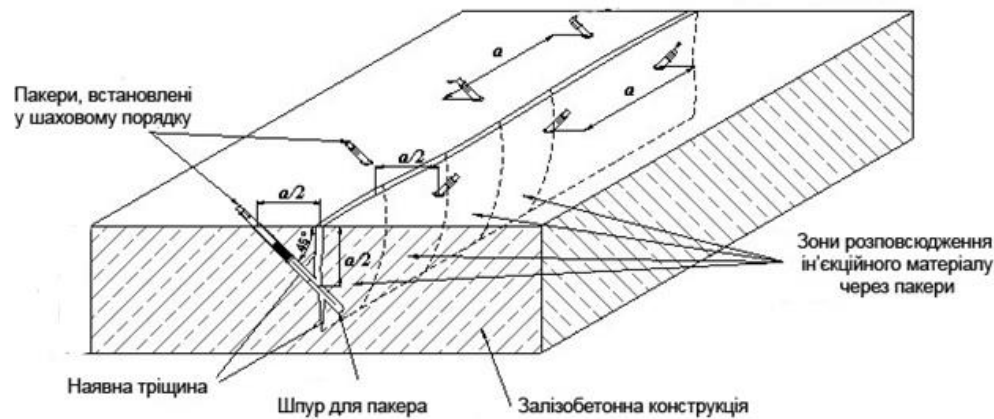 a
Пакери, встановлені
у шаховому порядку
a
a/2
a/2
45°
a/2
Зони розповсюдження
ін'єкційного матеріалу
через пакери
Наявна тріщина
Шпур для пакера
Залізобетонна конструкція